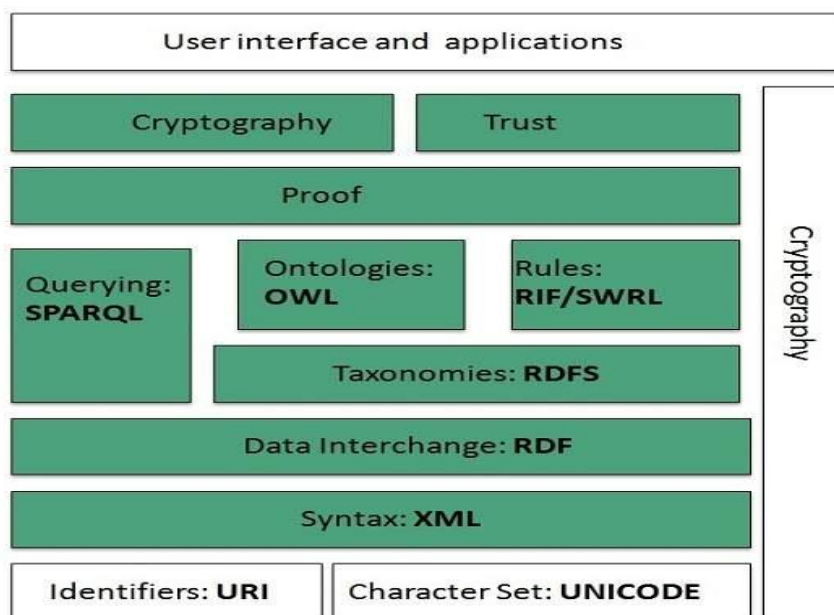 User interface and applications
Cryptography
Trust
Proof
Querying:
SPARQL
Ontologies:
OWL
Rules:
RIF/SWRL
Taxonomies: RDFS
Data Interchange: RDF
Syntax: XML
Identifiers: URI
Character Set: UNICODE
Cryptography